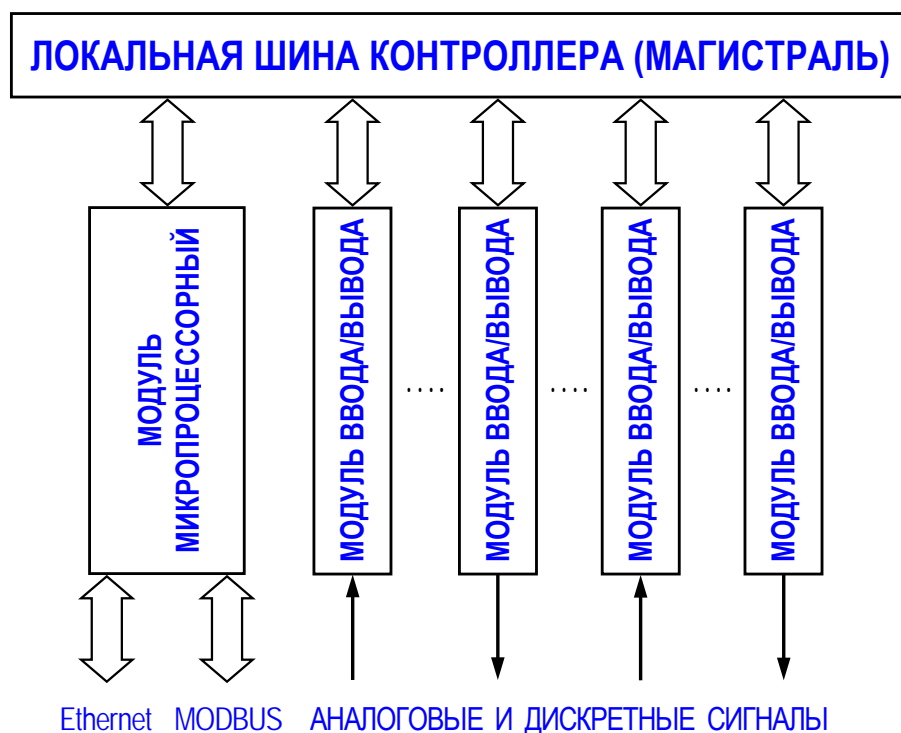 ЛОКАЛЬНАЯ ШИНА КОНТРОЛЛЕРА (МАГИСТРАЛЬ)
МОДУЛЬ
МИКРОПРОЦЕССОРНЫЙ
МОДУЛЬ ВВОДА/ВЫВОДА
....
МОДУЛЬ ВВОДА/ВЫВОДА
....
МОДУЛЬ ВВОДА/ВЫВОДА
....
МОДУЛЬ ВВОДА/ВЫВОДА
Ethernet MODBUS АНАЛОГОВЫЕ И ДИСКРЕТНЫЕ СИГНАЛЫ